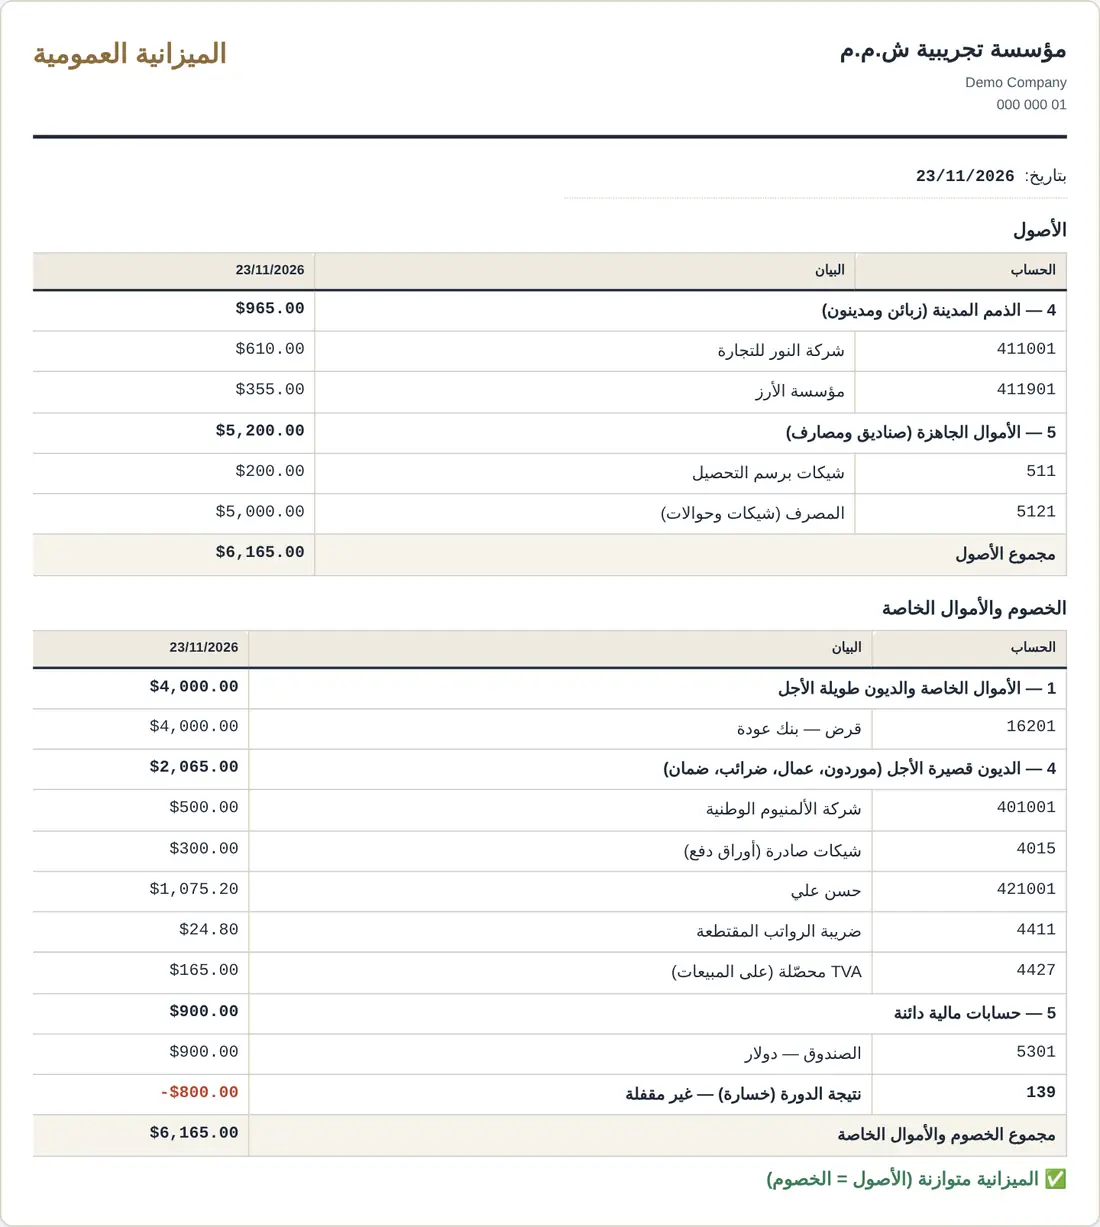 مؤسسة تجريبية ش.م.م
الميزانية العمومية
Demo Company
000 000 01
بتاريخ: 23/11/2026
الأصول
الحساب البيان 23/11/2026
4 — الذمم المدينة (زبائن ومدينون) $965.00
411001 شركة النور للتجارة $610.00
411901 مؤسسة الأرز $355.00
5 — الأموال الجاهزة (صناديق ومصارف) $5,200.00
511 شيكات برسم التحصيل $200.00
5121 المصرف (شيكات وحوالات) $5,000.00
مجموع الأصول $6,165.00
الخصوم والأموال الخاصة
الحساب البيان 23/11/2026
1 — الأموال الخاصة والديون طويلة الأجل $4,000.00
16201 قرض — بنك عودة $4,000.00
4 — الديون قصيرة الأجل (موردون، عمال، ضرائب، ضمان) $2,065.00
401001 شركة الألمنيوم الوطنية $500.00
4015 شيكات صادرة (أوراق دفع) $300.00
421001 حسن علي $1,075.20
4411 ضريبة الرواتب المقتطعة $24.80
4427 TVA محصّلة (على المبيعات) $165.00
5 — حسابات مالية دائنة $900.00
5301 الصندوق — دولار $900.00
139 نتيجة الدورة (خسارة) — غير مقفلة -$800.00
مجموع الخصوم والأموال الخاصة $6,165.00
✅ الميزانية متوازنة (الأصول = الخصوم)